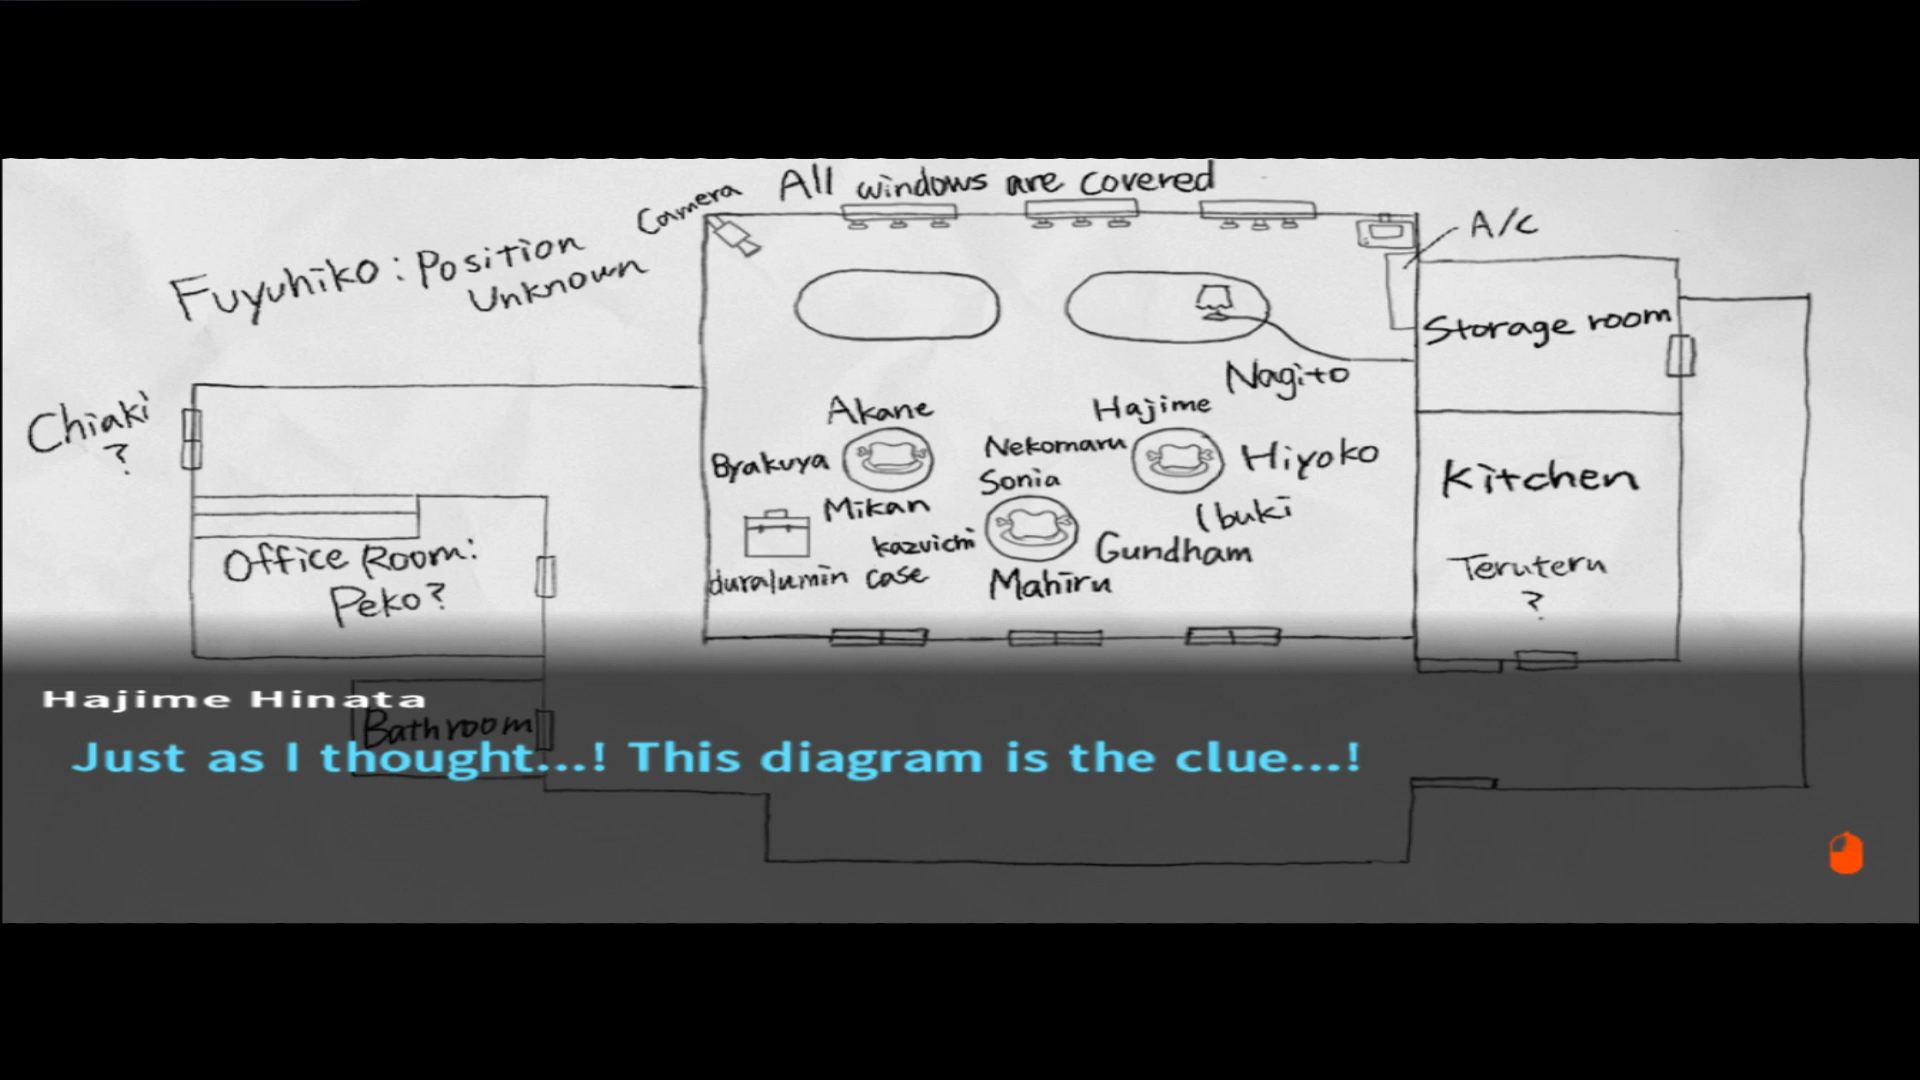 All windows are covered
Camera
A/C
Fuyuhiko: Position
Unknown
Storage room
Nagito
Chiaki
?
Akane
Hajime
Byakuya
Nekomaru
Hiyoko
Sonia
Kitchen
Mikan
Ibuki
kazuichi
Gundham
Office Room:
Peko?
duralumin case
Mahiru
Teruteru
?
Hajime Hinata
Bathroom
Just as I thought...! This diagram is the clue...!